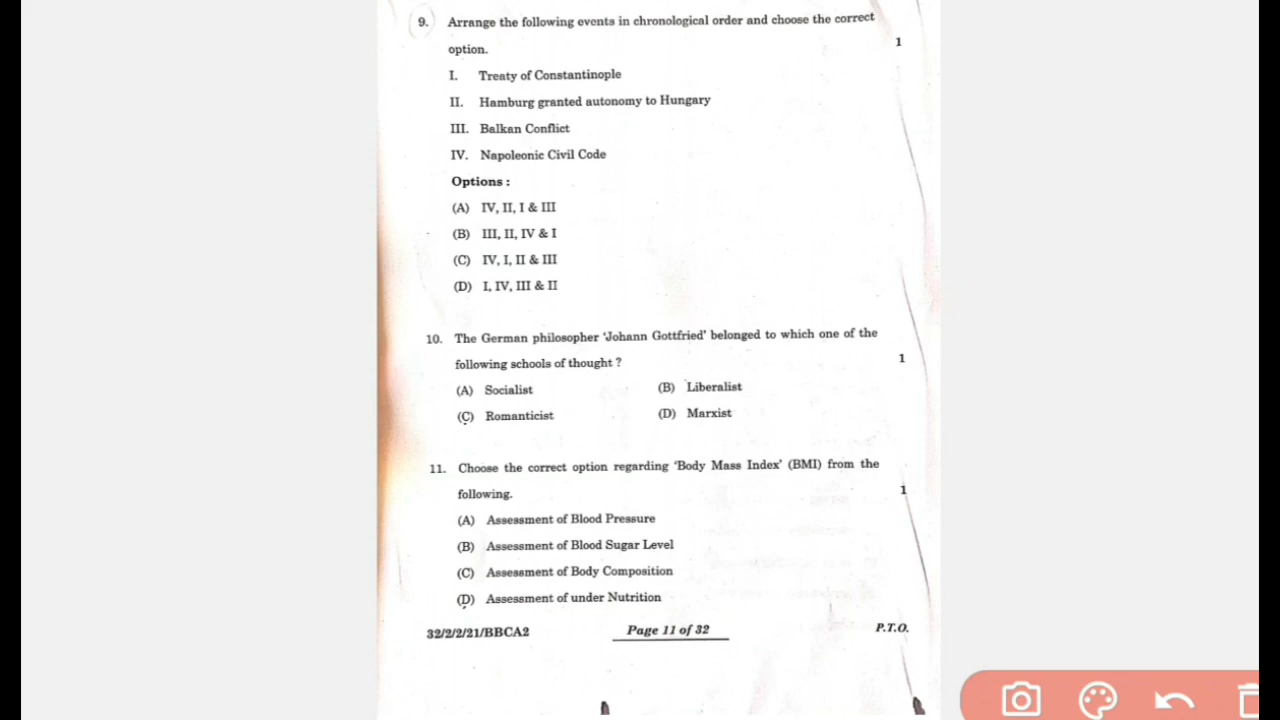 9. Arrange the following events in chronological order and choose the correct
option. 1
I. Treaty of Constantinople
II. Hamburg granted autonomy to Hungary
III. Balkan Conflict
IV. Napoleonic Civil Code
Options :
(A) IV, II, I & III
(B) III, II, IV & I
(C) IV, I, II & III
(D) I, IV, III & II
10. The German philosopher ‘Johann Gottfried’ belonged to which one of the
following schools of thought ? 1
(A) Socialist (B) Liberalist
(C) Romanticist (D) Marxist
11. Choose the correct option regarding ‘Body Mass Index’ (BMI) from the
following. 1
(A) Assessment of Blood Pressure
(B) Assessment of Blood Sugar Level
(C) Assessment of Body Composition
(D) Assessment of under Nutrition
32/2/2/21/BBCA2 Page 11 of 32 P.T.O.